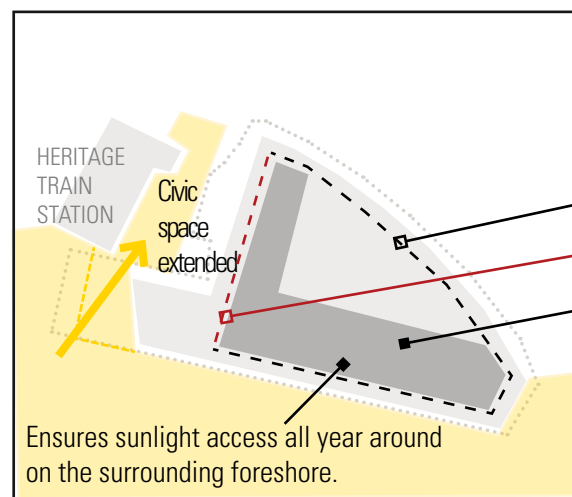 HERITAGE
TRAIN
STATION
Civic
space
extended
Ensures sunlight access all year around
on the surrounding foreshore.